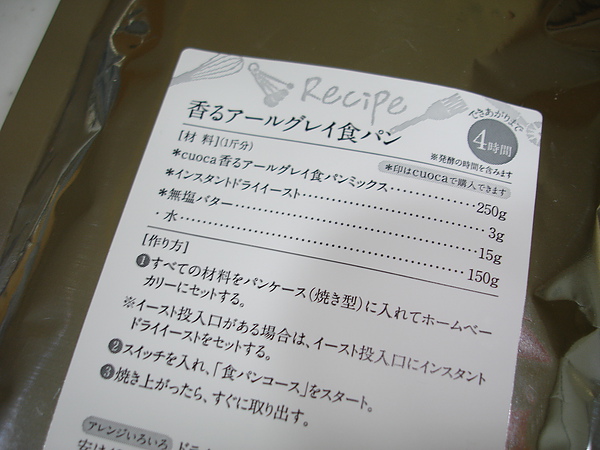 Recipe
香るアールグレイ食パン
できあがりまで
4時間
※発酵の時間を含みます
[材 料](1斤分)
*印はcuocaで購入できます
*cuoca香るアールグレイ食パンミックス……………250g
*インスタントドライイースト……………………3g
*無塩バター……………………………15g
・水……………………………………150g
[作り方]
❶すべての材料をパンケース(焼き型)に入れてホームベー
カリーにセットする。
※イースト投入口がある場合は、イースト投入口にインスタント
ドライイーストをセットする。
❷スイッチを入れ、「食パンコース」をスタート。
❸焼き上がったら、すぐに取り出す。
アレンジいろいろ ドラ